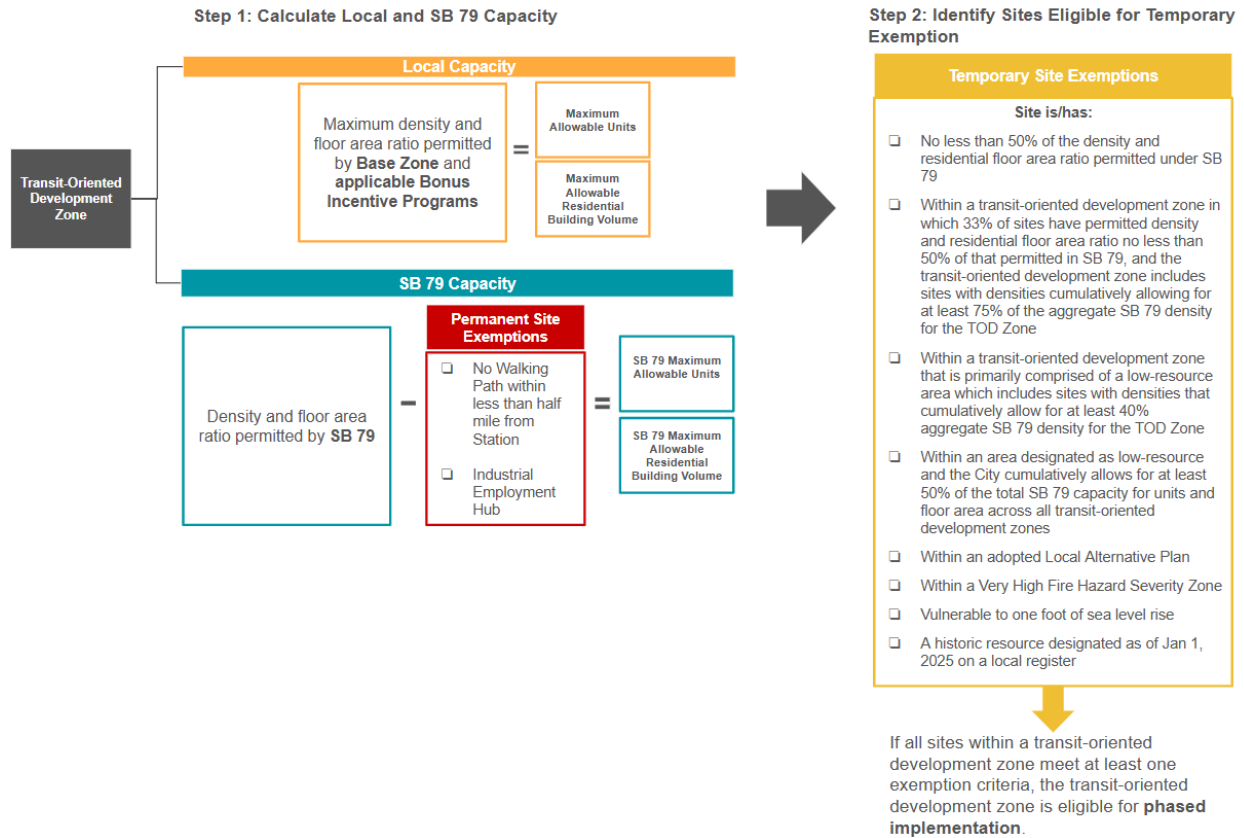 Step 1: Calculate Local and SB 79 Capacity
Transit-Oriented
Development
Zone
Local Capacity
Maximum density and
floor area ratio permitted
by Base Zone and
applicable Bonus
Incentive Programs
=
Maximum
Allowable Units
Maximum
Allowable
Residential
Building Volume
SB 79 Capacity
Density and floor area
ratio permitted by SB 79
–
Permanent Site
Exemptions
❏ No Walking
Path within
less than half
mile from
Station
❏ Industrial
Employment
Hub
=
SB 79 Maximum
Allowable Units
SB 79 Maximum
Allowable
Residential
Building Volume
Step 2: Identify Sites Eligible for Temporary
Exemption
Temporary Site Exemptions
Site is/has:
❏ No less than 50% of the density and
residential floor area ratio permitted under SB
79
❏ Within a transit-oriented development zone in
which 33% of sites have permitted density
and residential floor area ratio no less than
50% of that permitted in SB 79, and the
transit-oriented development zone includes
sites with densities cumulatively allowing for
at least 75% of the aggregate SB 79 density
for the TOD Zone
❏ Within a transit-oriented development zone
that is primarily comprised of a low-resource
area which includes sites with densities that
cumulatively allow for at least 40%
aggregate SB 79 density for the TOD Zone
❏ Within an area designated as low-resource
and the City cumulatively allows for at least
50% of the total SB 79 capacity for units and
floor area across all transit-oriented
development zones
❏ Within an adopted Local Alternative Plan
❏ Within a Very High Fire Hazard Severity Zone
❏ Vulnerable to one foot of sea level rise
❏ A historic resource designated as of Jan 1,
2025 on a local register
If all sites within a transit-oriented
development zone meet at least one
exemption criteria, the transit-oriented
development zone is eligible for phased
implementation.